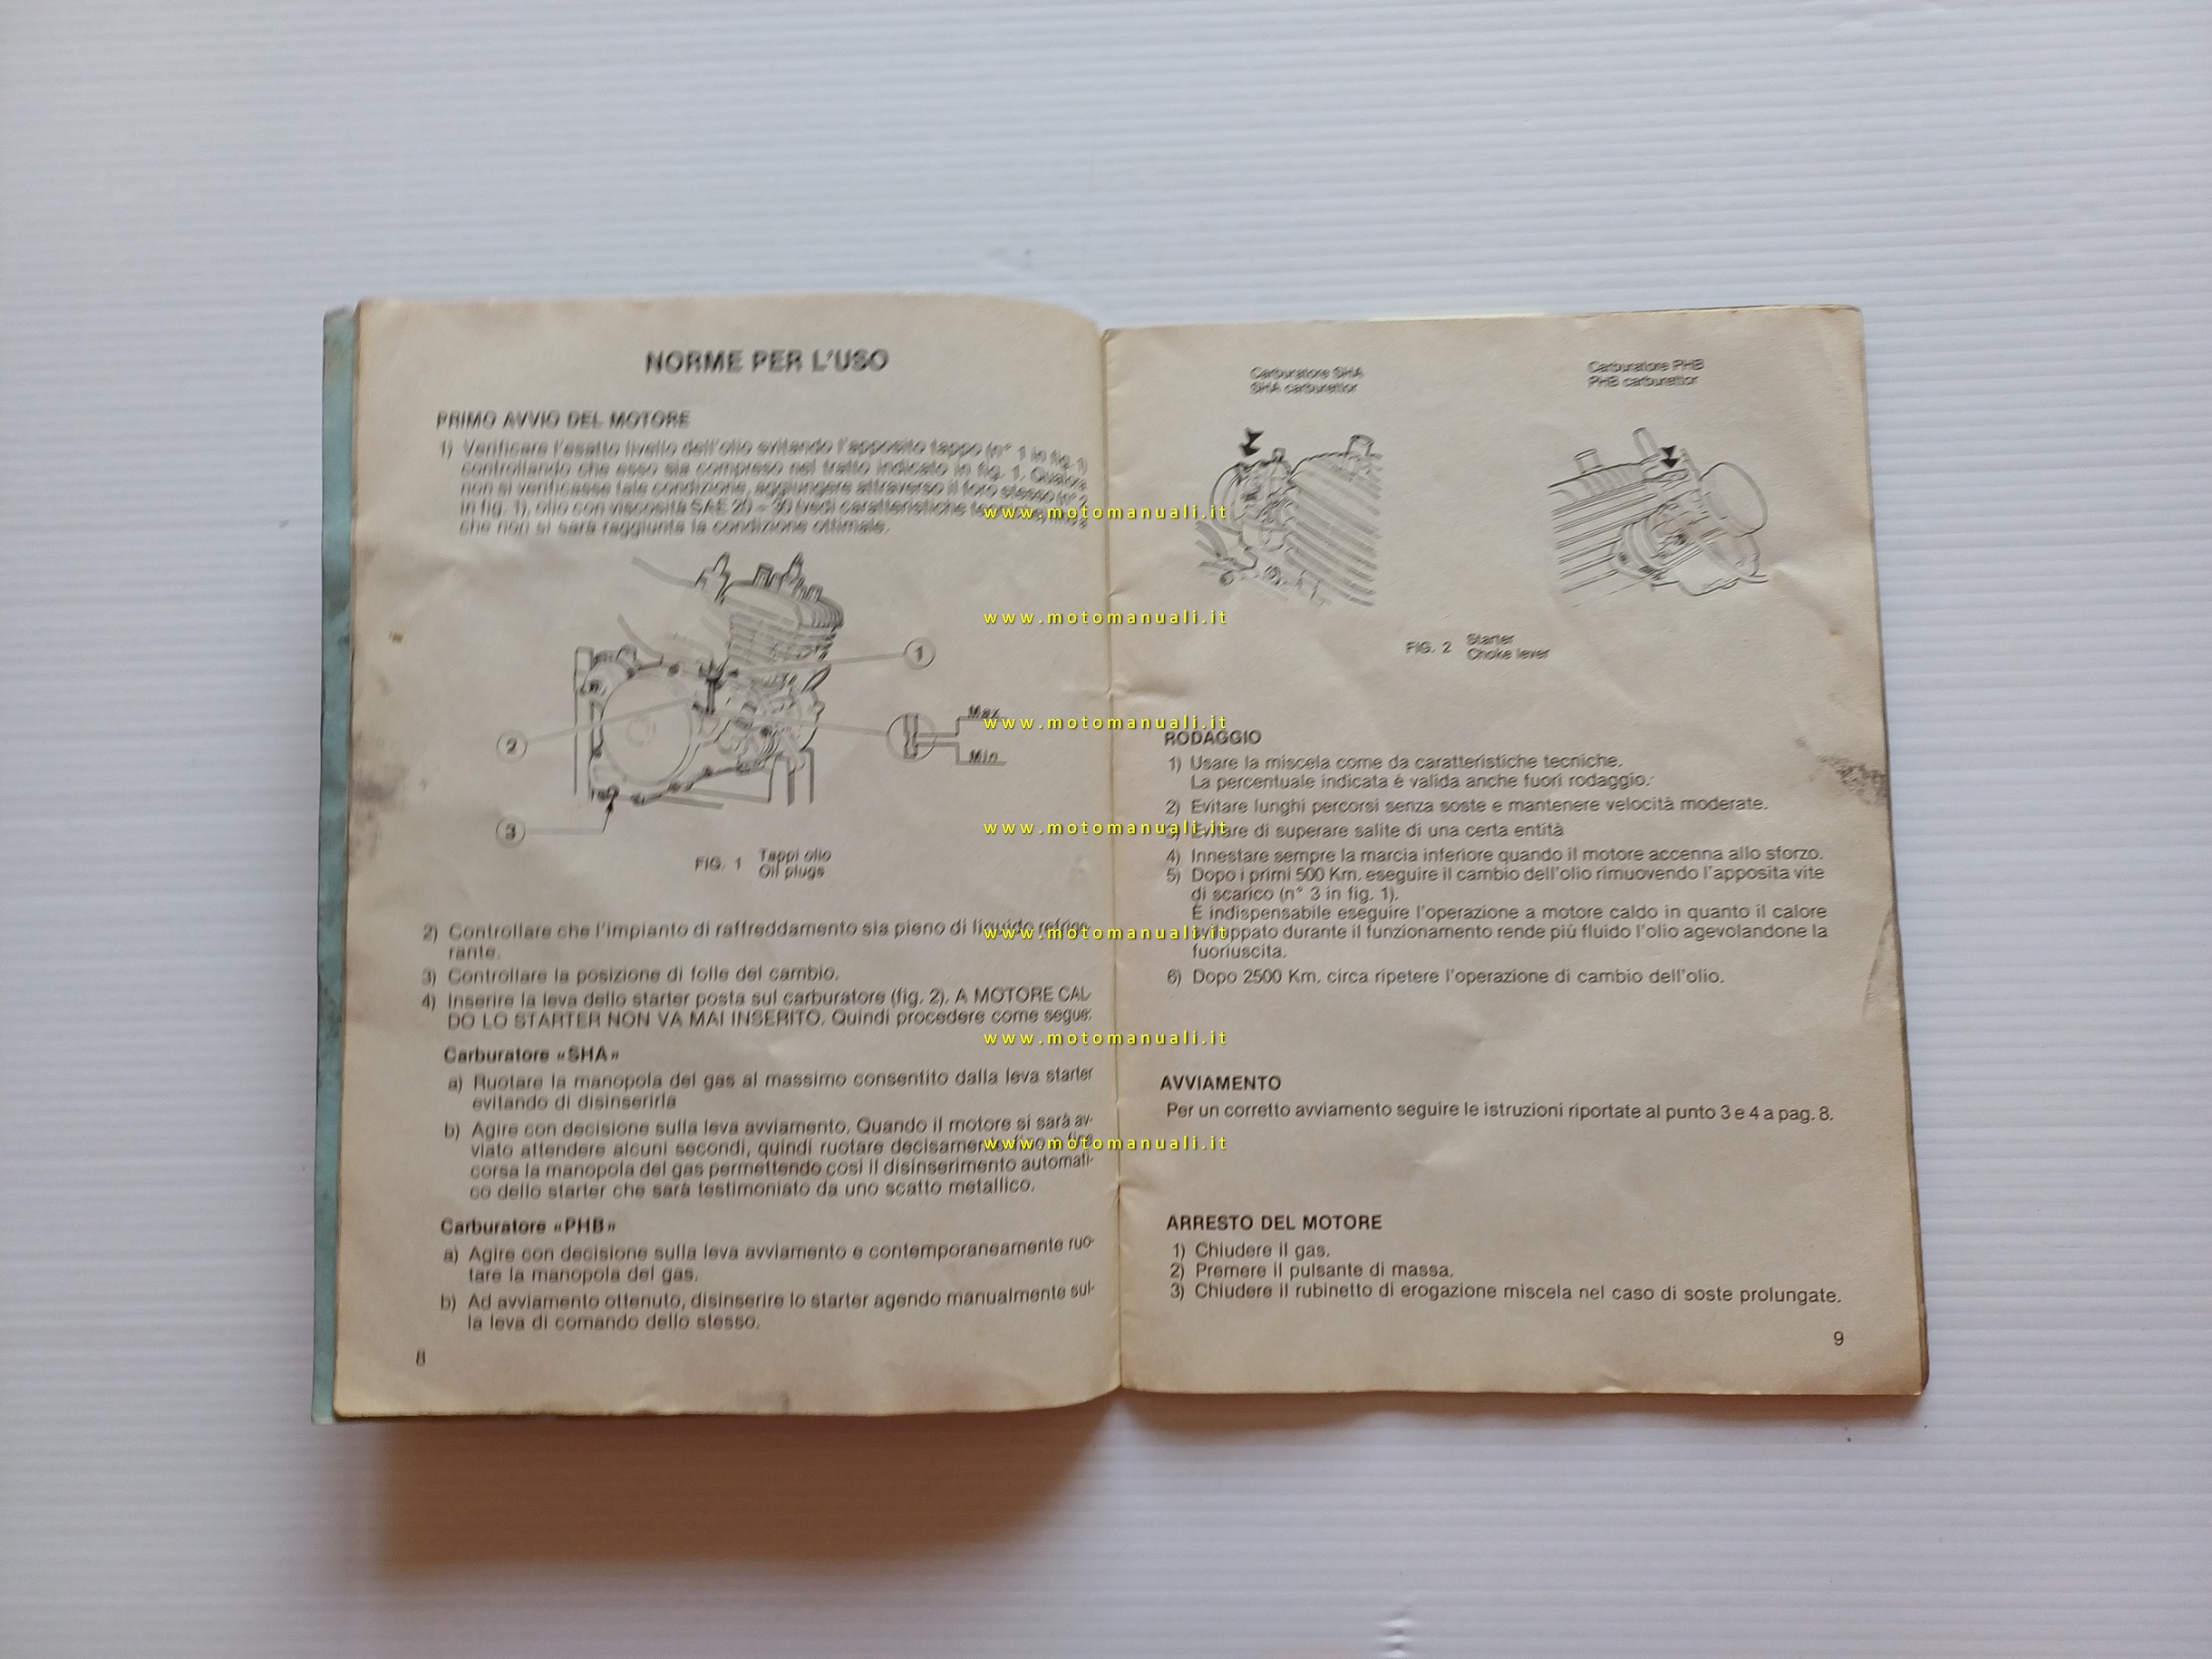 NORME PER L'USO
PRIMO AVVIO DEL MOTORE
1) Verificare l'esatto livello dell'olio svitando l'apposito tappo (n° 1 in fig. 1)
controllando che esso sia compreso nel tratto indicato in fig. 1. Qualora
non si verificasse tale condizione, aggiungere attraverso il foro stesso (n° 2
in fig. 1), olio con viscosità SAE 20 ÷ 30 (vedi caratteristiche
che non si sarà raggiunta la condizione ottimale.
1
2
Max
Min
3
FIG. 1 Tappi olio
Oil plugs
2) Controllare che l'impianto di raffreddamento sia pieno di liquido refrige-
rante.
3) Controllare la posizione di folle del cambio.
4) Inserire la leva dello starter posta sul carburatore (fig. 2). A MOTORE CAL-
DO LO STARTER NON VA MAI INSERITO. Quindi procedere come segue:
Carburatore «SHA»
a) Ruotare la manopola del gas al massimo consentito dalla leva starter
evitando di disinserirla
b) Agire con decisione sulla leva avviamento. Quando il motore si sarà av-
viato attendere alcuni secondi, quindi ruotare decisamente fino a fine
corsa la manopola del gas permettendo così il disinserimento automati-
co dello starter che sarà testimoniato da uno scatto metallico.
Carburatore «PHB»
a) Agire con decisione sulla leva avviamento e contemporaneamente ruo-
tare la manopola del gas.
b) Ad avviamento ottenuto, disinserire lo starter agendo manualmente sul-
la leva di comando dello stesso.
8
Carburatore SHA
SHA carburettor
Carburatore PHB
PHB carburettor
FIG. 2 Starter
Choke lever
RODAGGIO
1) Usare la miscela come da caratteristiche tecniche.
La percentuale indicata è valida anche fuori rodaggio.
2) Evitare lunghi percorsi senza soste e mantenere velocità moderate.
3) Evitare di superare salite di una certa entità
4) Innestare sempre la marcia inferiore quando il motore accenna allo sforzo.
5) Dopo i primi 500 Km. eseguire il cambio dell'olio rimuovendo l'apposita vite
di scarico (n° 3 in fig. 1).
È indispensabile eseguire l'operazione a motore caldo in quanto il calore
sviluppato durante il funzionamento rende più fluido l'olio agevolandone la
fuoriuscita.
6) Dopo 2500 Km. circa ripetere l'operazione di cambio dell'olio.
AVVIAMENTO
Per un corretto avviamento seguire le istruzioni riportate al punto 3 e 4 a pag. 8.
ARRESTO DEL MOTORE
1) Chiudere il gas.
2) Premere il pulsante di massa.
3) Chiudere il rubinetto di erogazione miscela nel caso di soste prolungate.
9
www.motomanuali.it
www.motomanuali.it
www.motomanuali.it
www.motomanuali.it
www.motomanuali.it
www.motomanuali.it
www.motomanuali.it